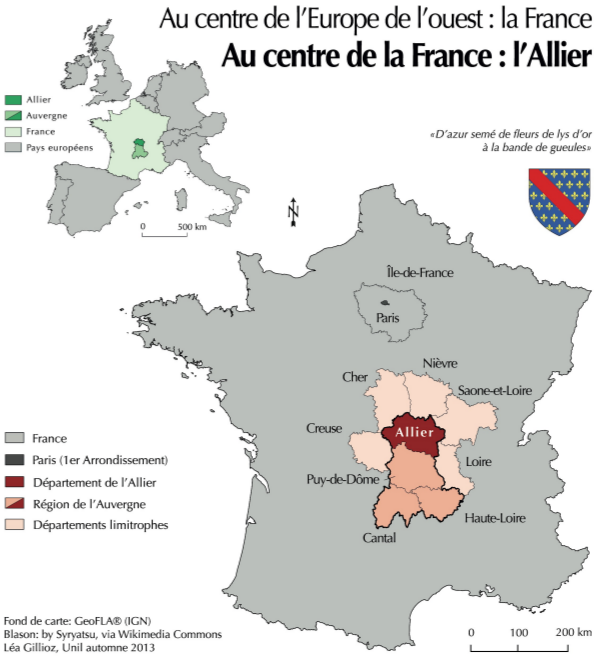 Au centre de l'Europe de l'ouest : la France
Au centre de la France : l'Allier
Allier
Auvergne
France
Pays européens
0 500 km
N
«D'azur semé de fleurs de lys d'or
à la bande de gueules»
Île-de-France
Paris
Nièvre
Cher
Saone-et-Loire
Creuse
Allier
Loire
Puy-de-Dôme
Haute-Loire
Cantal
France
Paris (1er Arrondissement)
Département de l'Allier
Région de l'Auvergne
Départements limitrophes
Fond de carte: GeoFLA® (IGN)
Blason: by Syryatsu, via Wikimedia Commons
Léa Gillioz, Unil automne 2013
0 100 200 km